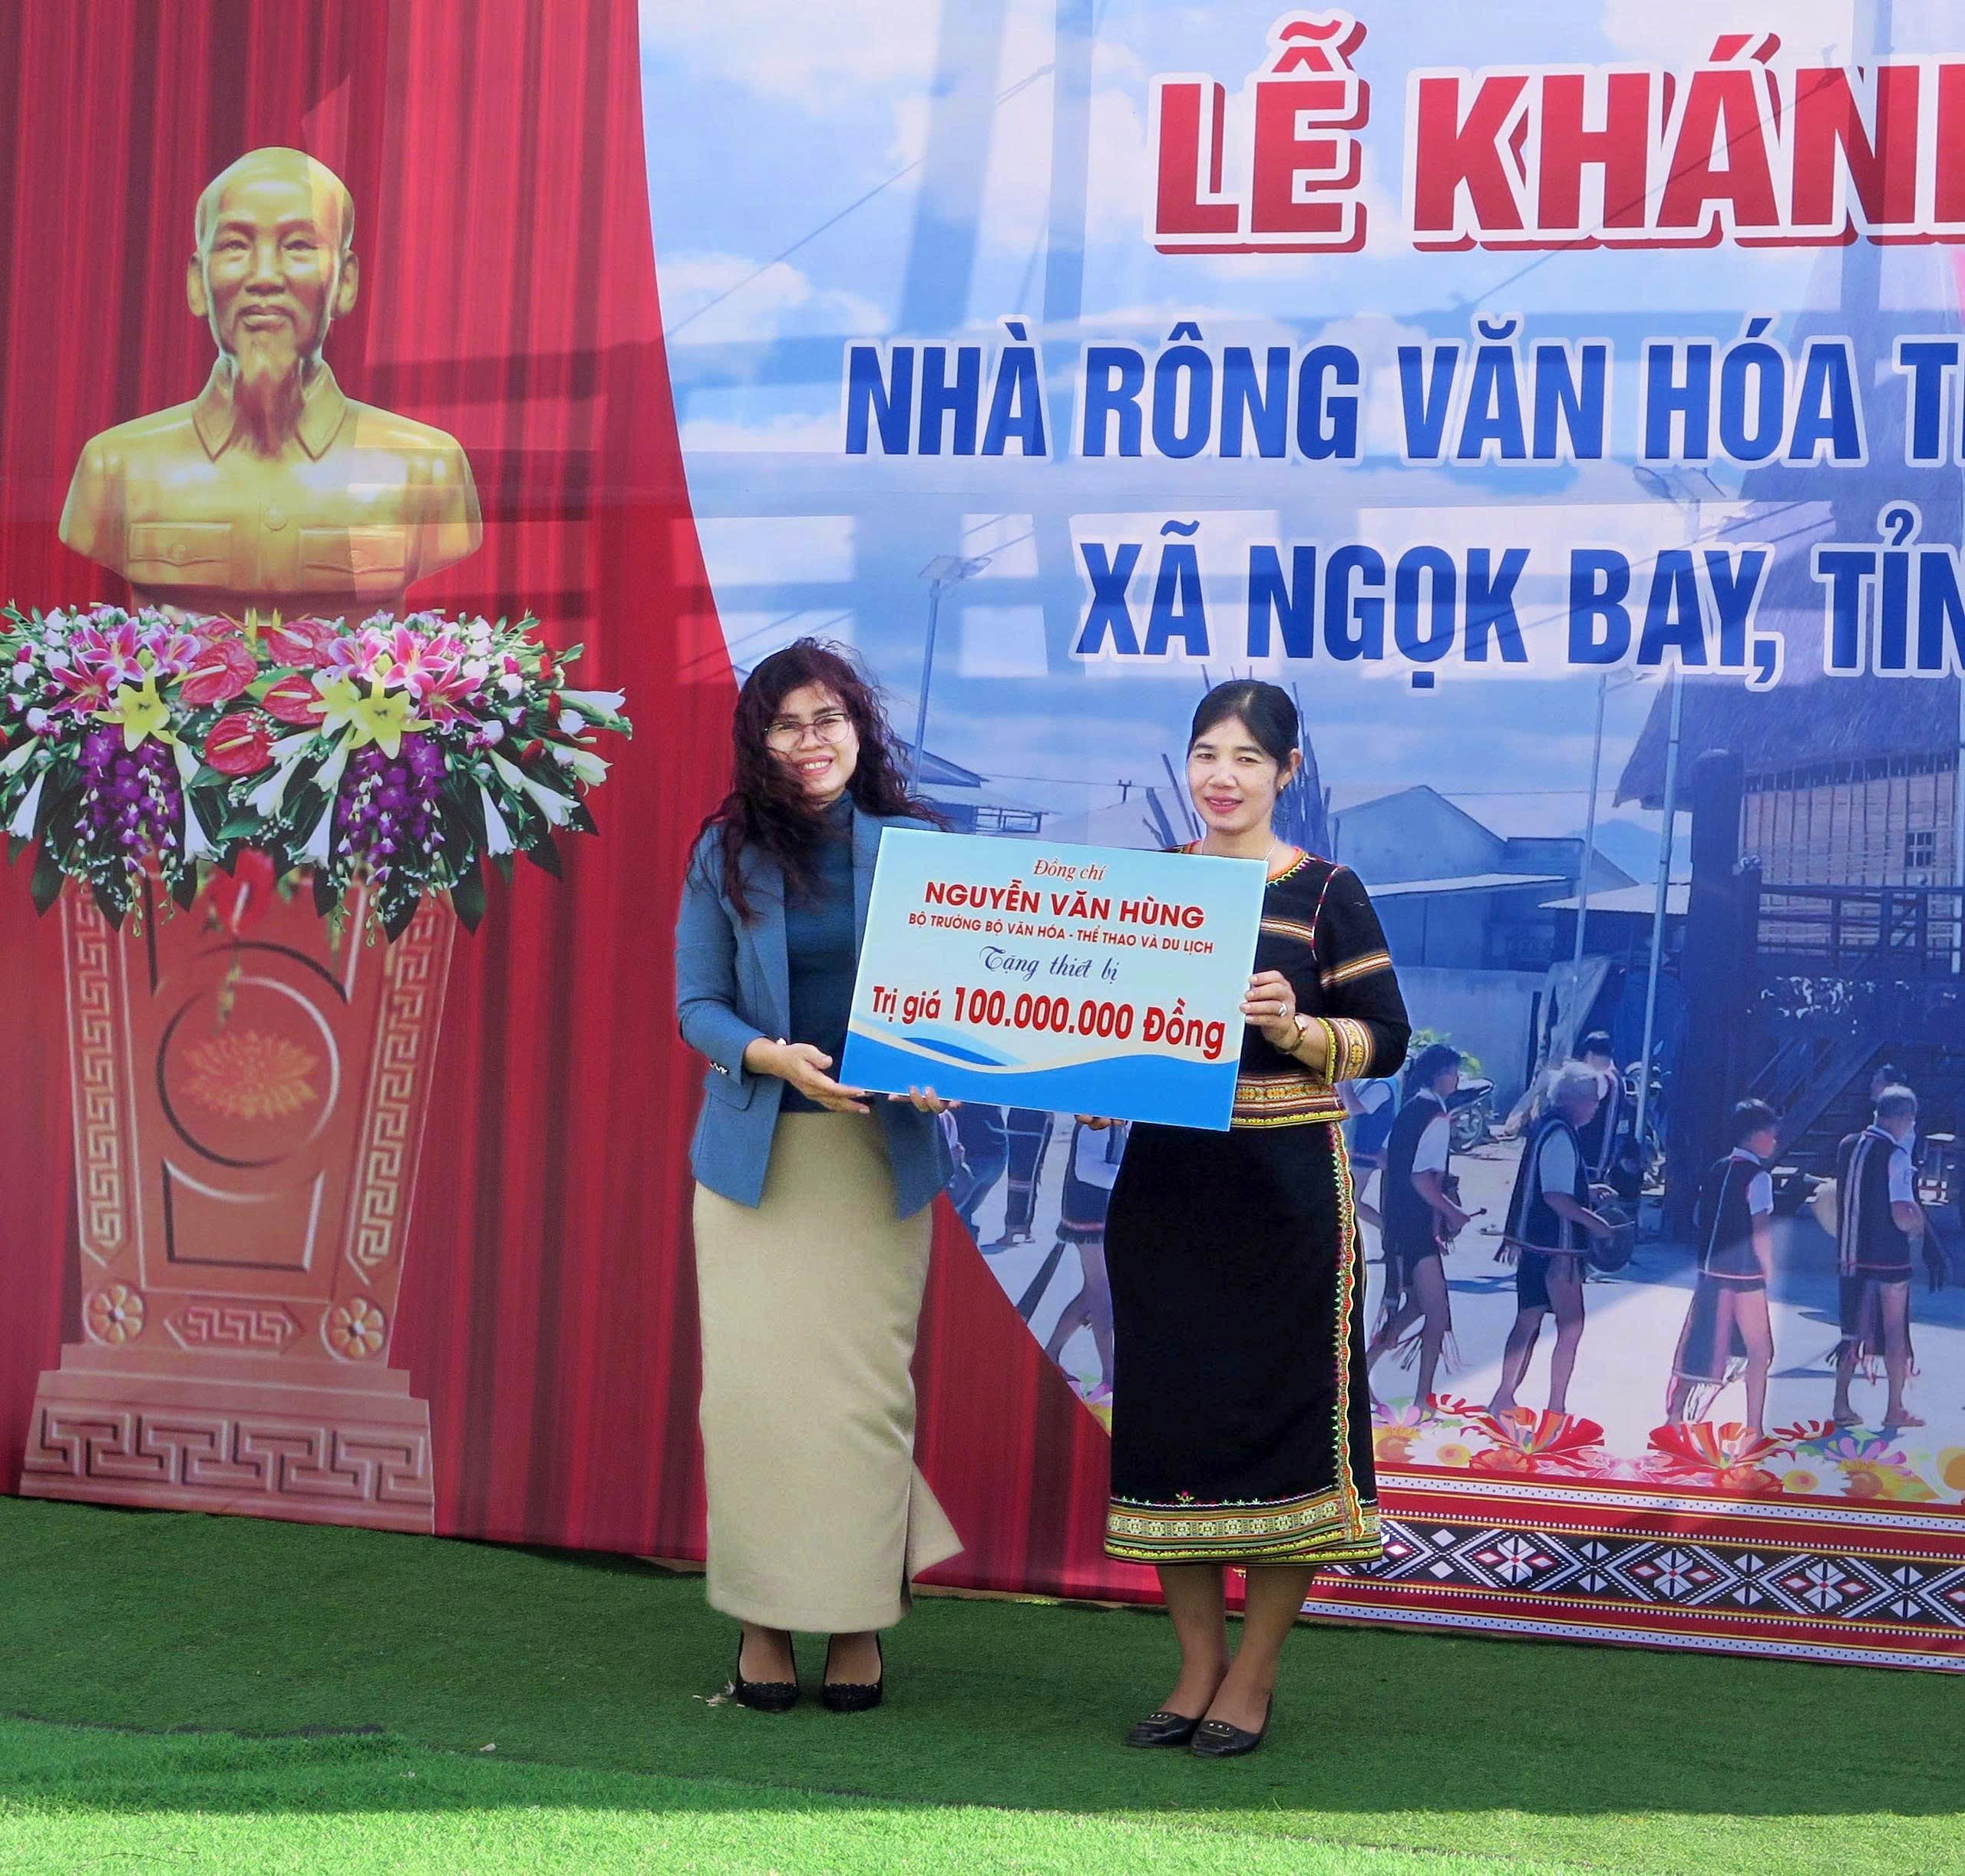 LỄ KHÁN
NHÀ RÔNG VĂN HÓA T
XÃ NGỌK BAY, TỈN
Đồng chí
NGUYỄN VĂN HÙNG
BỘ TRƯỞNG BỘ VĂN HÓA - THỂ THAO VÀ DU LỊCH
Tặng thiết bị
Trị giá 100.000.000 Đồng